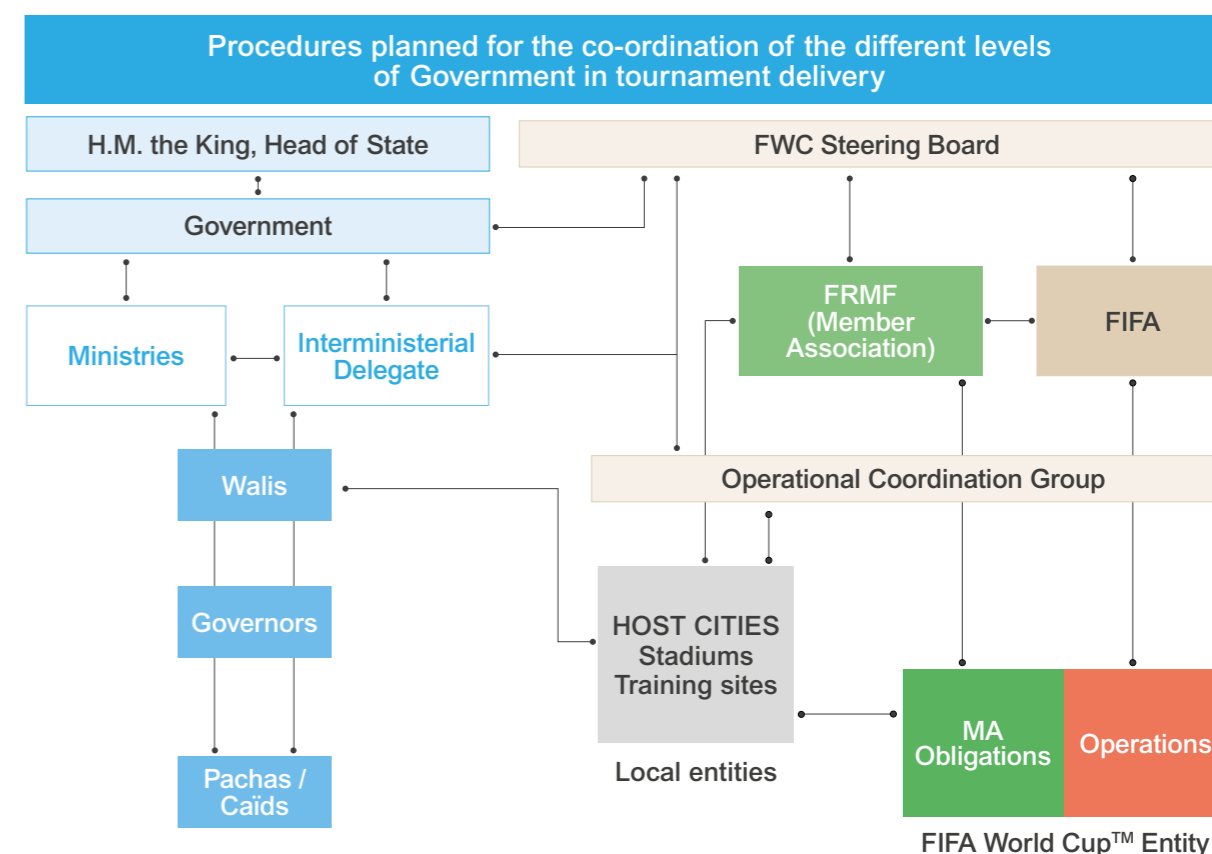 Procedures planned for the co-ordination of the different levels
of Government in tournament delivery
H.M. the King, Head of State
FWC Steering Board
Government
Ministries
Interministerial
Delegate
FRMF
(Member
Association)
FIFA
Walis
Operational Coordination Group
Governors
HOST CITIES
Stadiums
Training sites
Local entities
Pachas /
Caïds
MA
Obligations
Operations
FIFA World Cup™ Entity